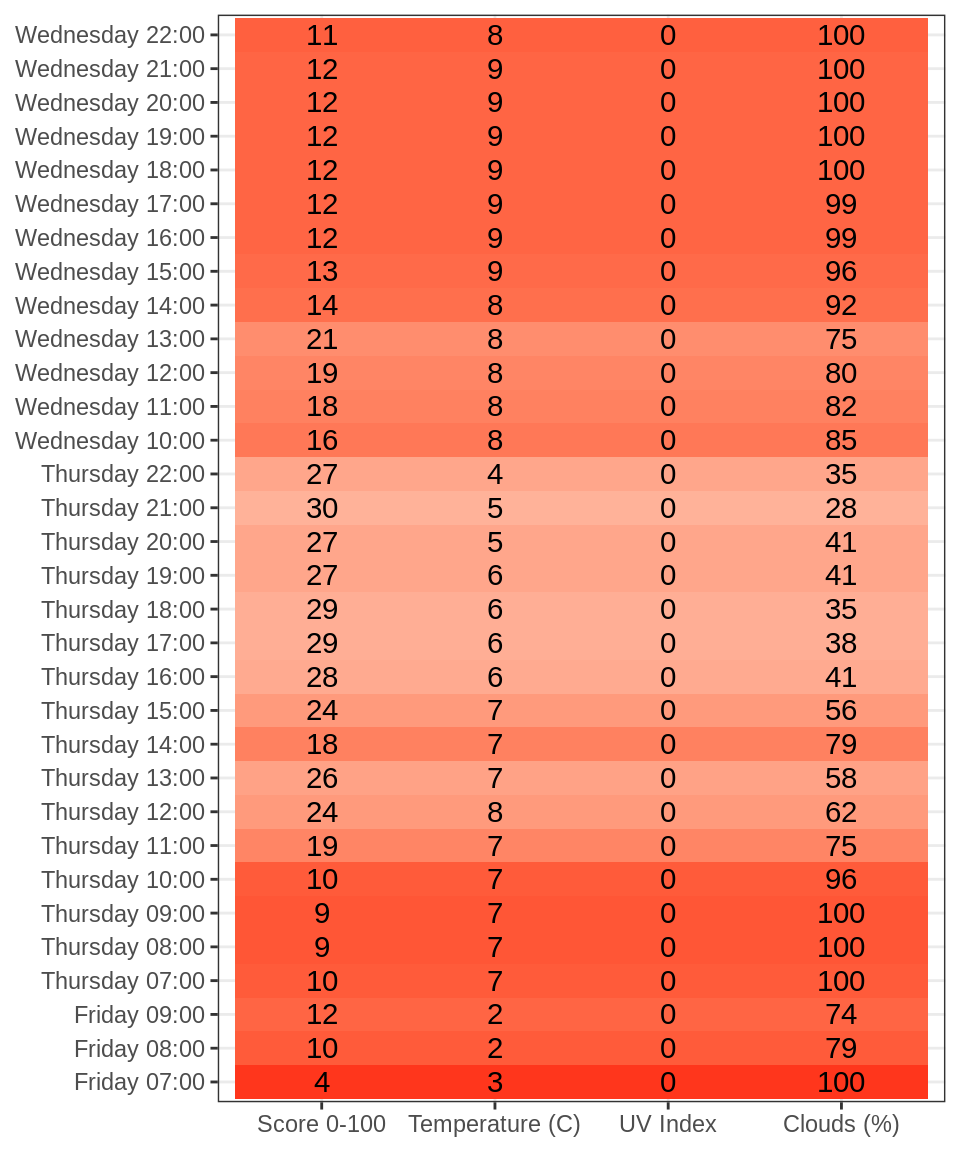 Wednesday 22:00 11 8 0 100
Wednesday 21:00 12 9 0 100
Wednesday 20:00 12 9 0 100
Wednesday 19:00 12 9 0 100
Wednesday 18:00 12 9 0 100
Wednesday 17:00 12 9 0 99
Wednesday 16:00 12 9 0 99
Wednesday 15:00 13 9 0 96
Wednesday 14:00 14 8 0 92
Wednesday 13:00 21 8 0 75
Wednesday 12:00 19 8 0 80
Wednesday 11:00 18 8 0 82
Wednesday 10:00 16 8 0 85
Thursday 22:00 27 4 0 35
Thursday 21:00 30 5 0 28
Thursday 20:00 27 5 0 41
Thursday 19:00 27 6 0 41
Thursday 18:00 29 6 0 35
Thursday 17:00 29 6 0 38
Thursday 16:00 28 6 0 41
Thursday 15:00 24 7 0 56
Thursday 14:00 18 7 0 79
Thursday 13:00 26 7 0 58
Thursday 12:00 24 8 0 62
Thursday 11:00 19 7 0 75
Thursday 10:00 10 7 0 96
Thursday 09:00 9 7 0 100
Thursday 08:00 9 7 0 100
Thursday 07:00 10 7 0 100
Friday 09:00 12 2 0 74
Friday 08:00 10 2 0 79
Friday 07:00 4 3 0 100
Score 0-100 Temperature (C) UV Index Clouds (%)